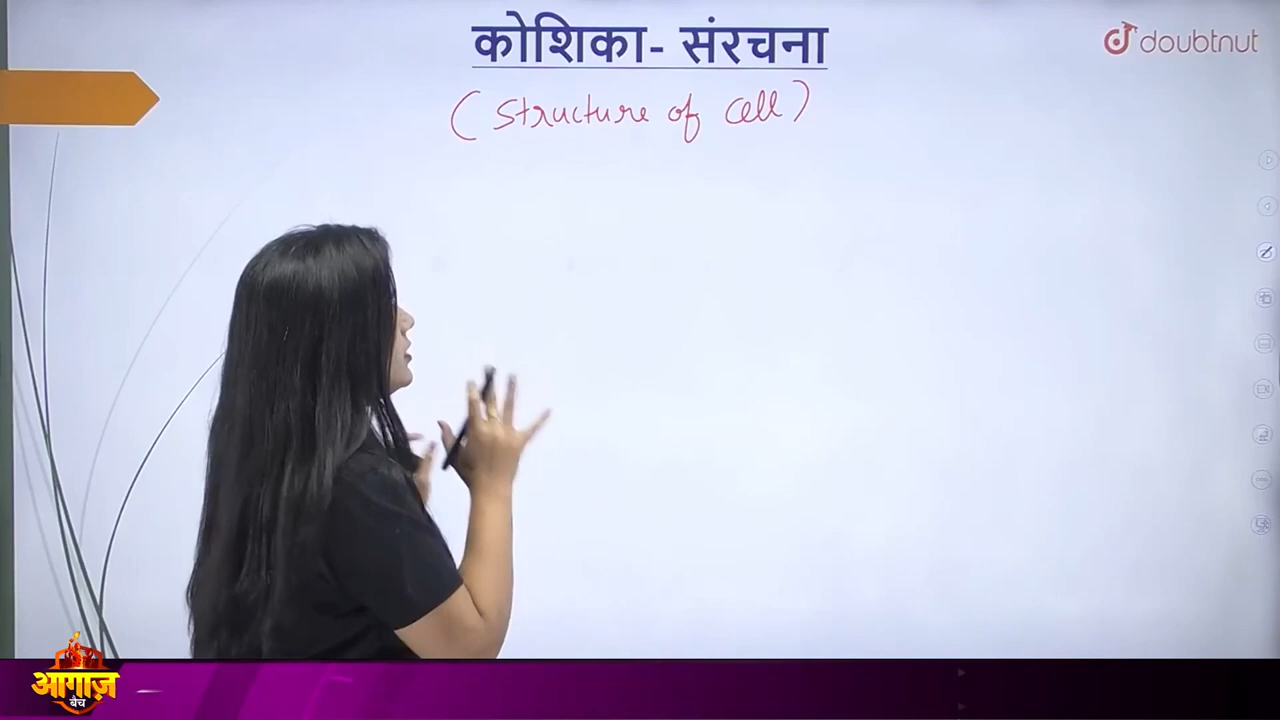 कोशिका- संरचना
doubtnut
(Structure of Cell)
आगाज़
बैच